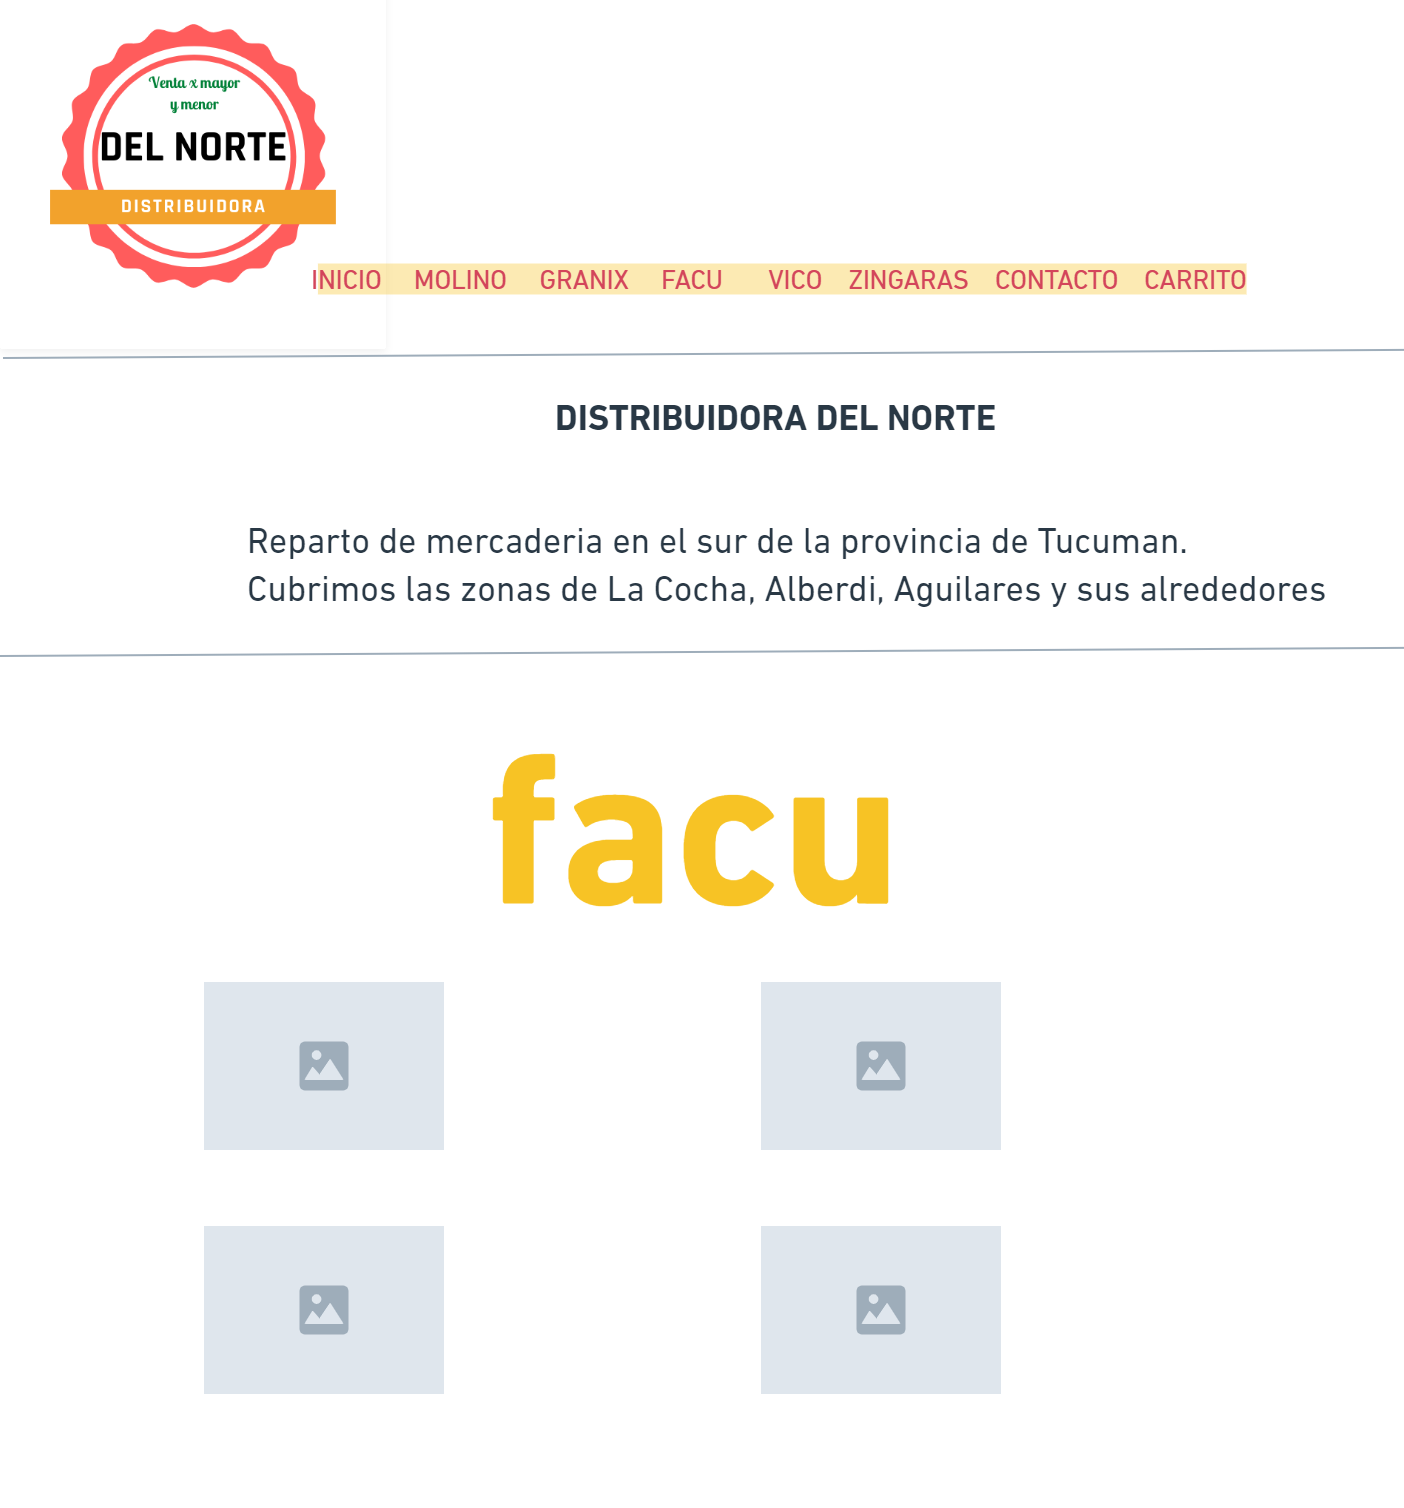 Venta x mayor
y menor
DEL NORTE
DISTRIBUIDORA
INICIO MOLINO GRANIX FACU VICO ZINGARAS CONTACTO CARRITO
DISTRIBUIDORA DEL NORTE
Reparto de mercaderia en el sur de la provincia de Tucuman.
Cubrimos las zonas de La Cocha, Alberdi, Aguilares y sus alrededores
facu